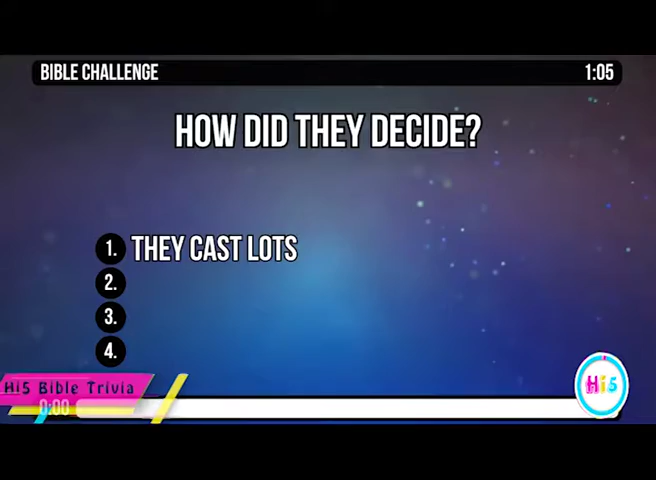 BIBLE CHALLENGE
1:05
HOW DID THEY DECIDE?
1. THEY CAST LOTS
2.
3.
4.
Hi5 Bible Trivia
0:00
Hi5